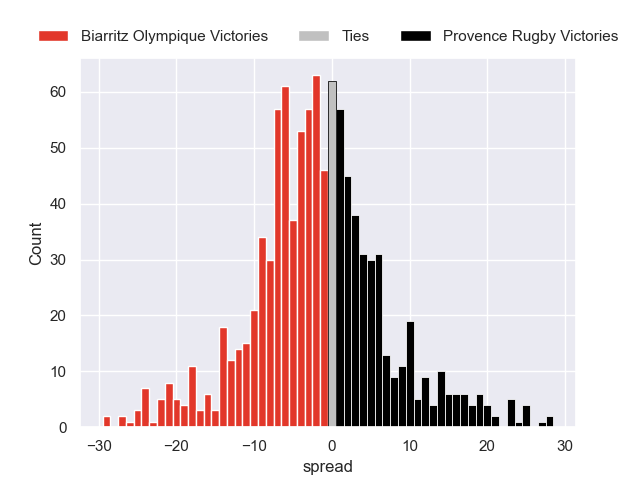 Biarritz Olympique Victories Ties Provence Rugby Victories
60
50
40
30
20
10
0
Count
−30 −20 −10 0 10 20 30
spread